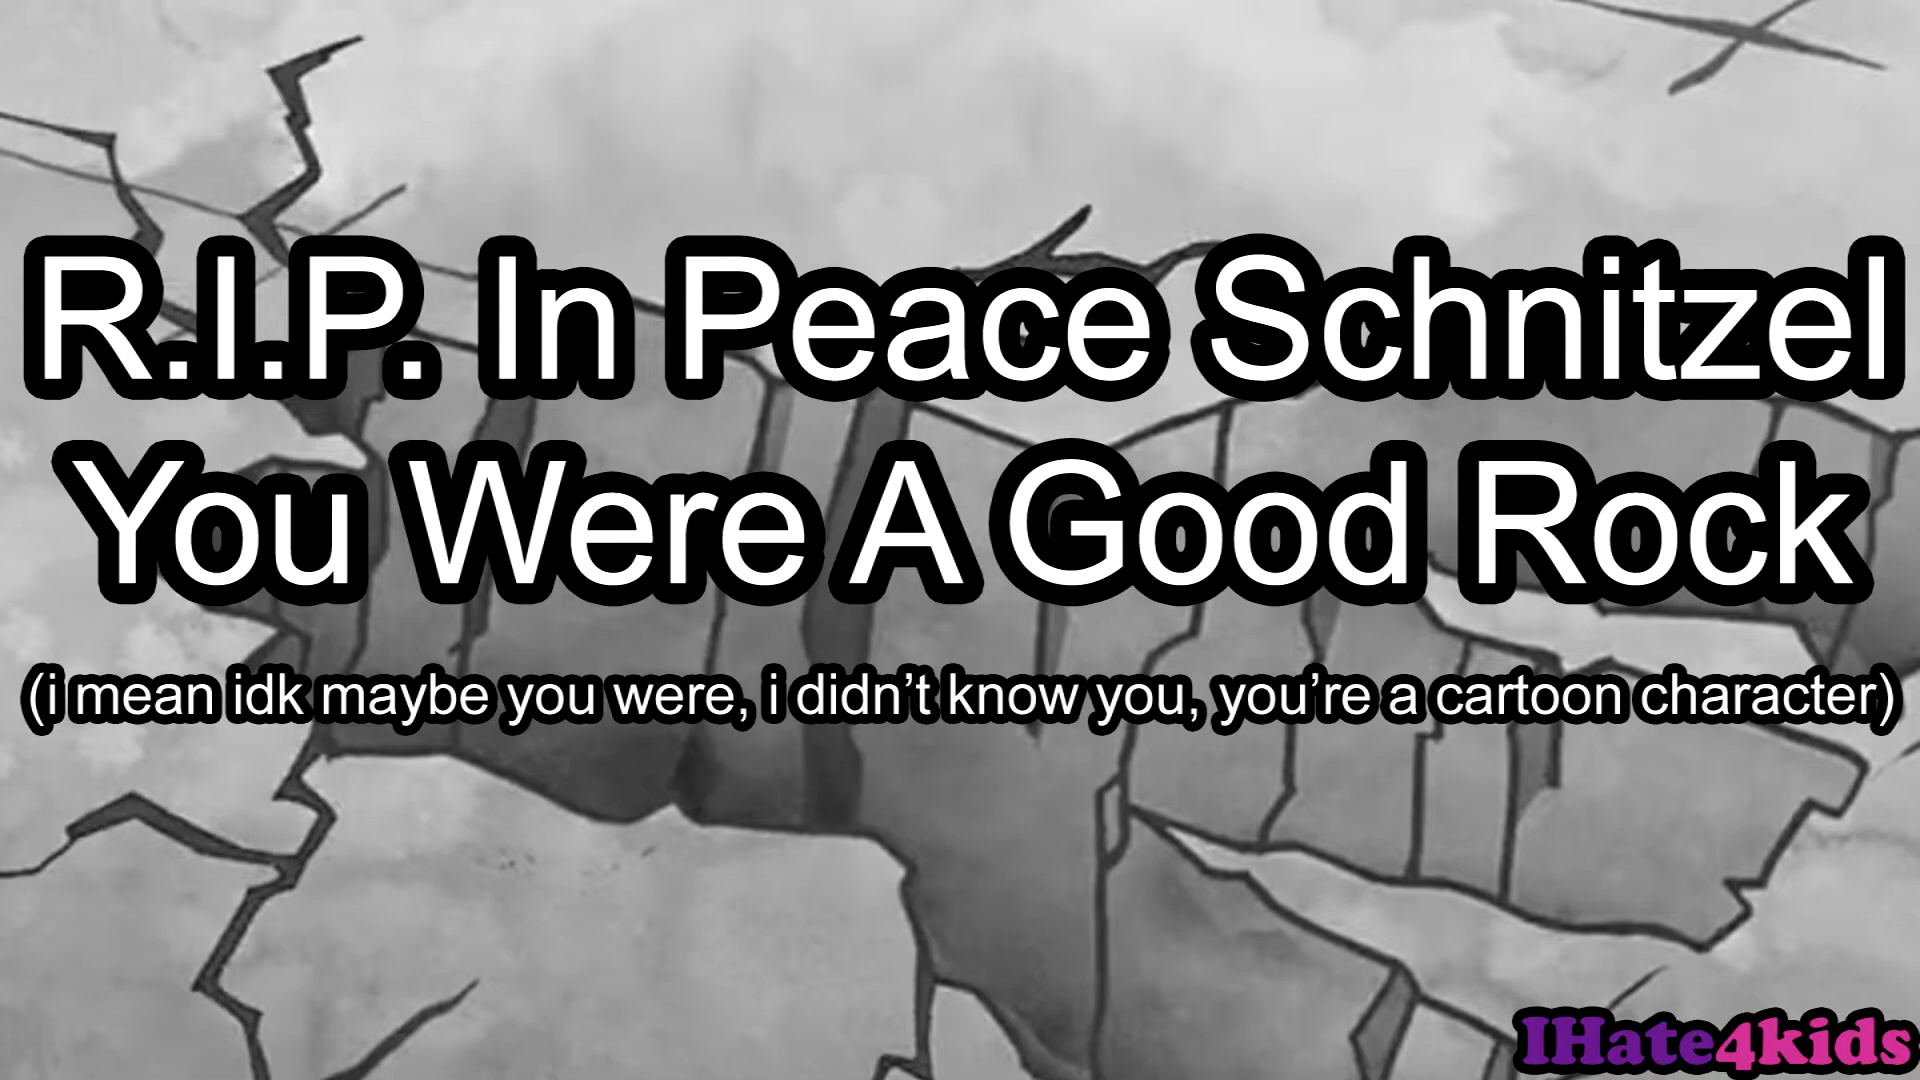 R.I.P. In Peace Schnitzel
You Were A Good Rock
(i mean idk maybe you were, i didn’t know you, you’re a cartoon character)
IHate4kids